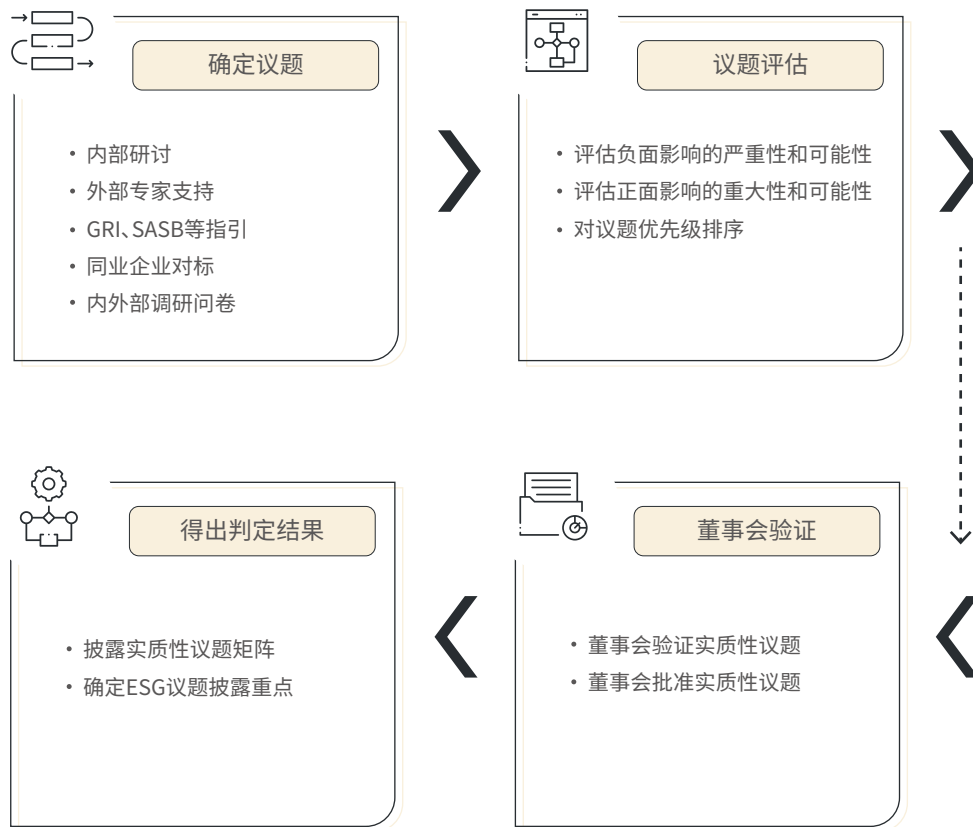 确定议题
• 内部研讨
• 外部专家支持
• GRI、SASB等指引
• 同业企业对标
• 内外部调研问卷
议题评估
• 评估负面影响的严重性和可能性
• 评估正面影响的重大性和可能性
• 对议题优先级排序
董事会验证
• 董事会验证实质性议题
• 董事会批准实质性议题
得出判定结果
• 披露实质性议题矩阵
• 确定ESG议题披露重点